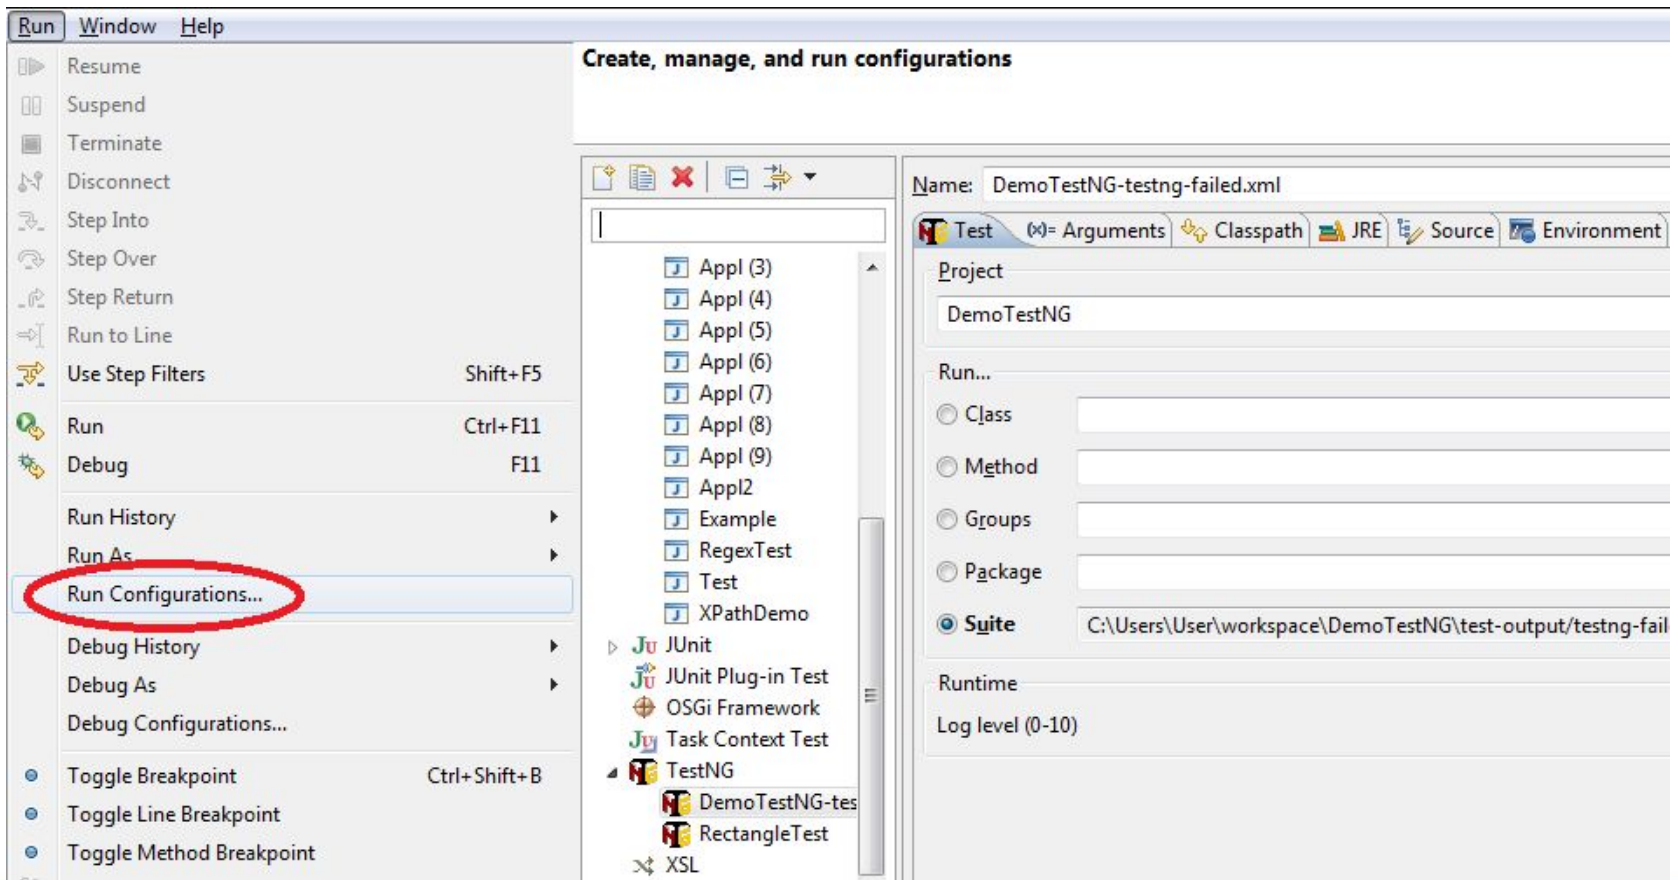 Run Window Help
Resume
Suspend
Terminate
Disconnect
Step Into
Step Over
Step Return
Run to Line
Use Step Filters Shift+F5
Run Ctrl+F11
Debug F11
Run History
Run As
Run Configurations...
Debug History
Debug As
Debug Configurations...
Toggle Breakpoint Ctrl+Shift+B
Toggle Line Breakpoint
Toggle Method Breakpoint
Create, manage, and run configurations
Appl (3)
Appl (4)
Appl (5)
Appl (6)
Appl (7)
Appl (8)
Appl (9)
Appl2
Example
RegexTest
Test
XPathDemo
JUnit
JUnit Plug-in Test
OSGi Framework
Task Context Test
TestNG
DemoTestNG-tes
RectangleTest
XSL
Name: DemoTestNG-testng-failed.xml
Test (x)= Arguments Classpath JRE Source Environment
Project
DemoTestNG
Run...
Class
Method
Groups
Package
Suite C:\Users\User\workspace\DemoTestNG\test-output/testng-fail
Runtime
Log level (0-10)